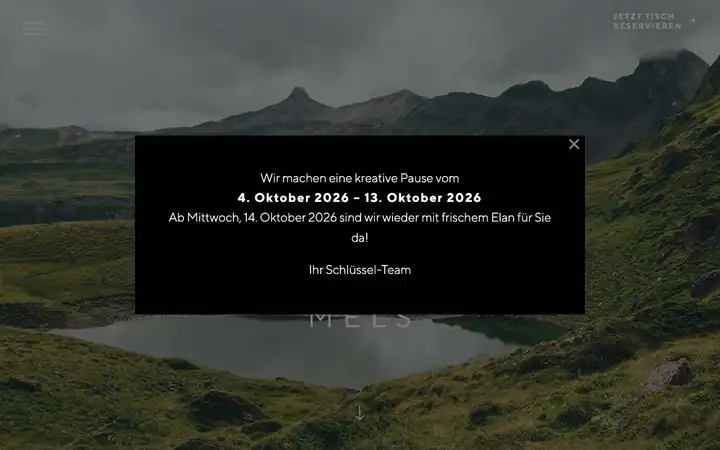 JETZT TISCH
RESERVIEREN
Wir machen eine kreative Pause vom
4. Oktober 2026 – 13. Oktober 2026
Ab Mittwoch, 14. Oktober 2026 sind wir wieder mit frischem Elan für Sie
da!
Ihr Schlüssel-Team
MELS